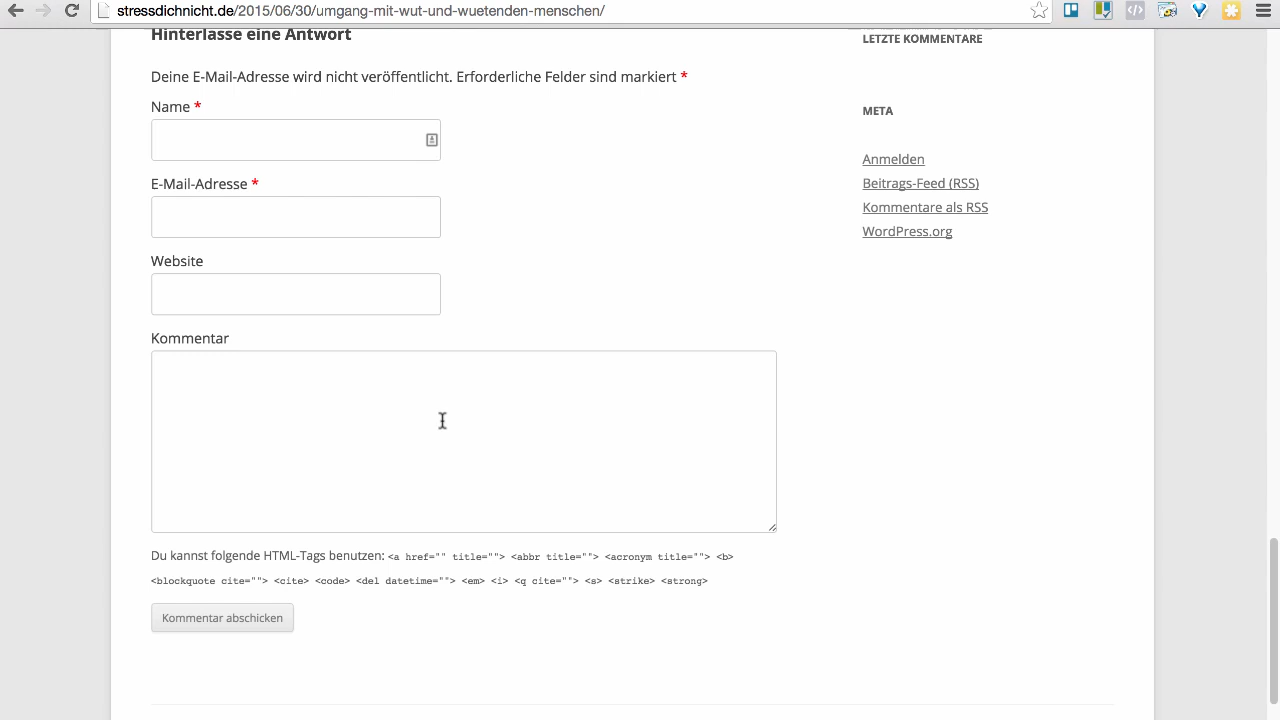 stressdichnicht.de/2015/06/30/umgang-mit-wut-und-wuetenden-menschen/
Hinterlasse eine Antwort
Deine E-Mail-Adresse wird nicht veröffentlicht. Erforderliche Felder sind markiert *
Name *
E-Mail-Adresse *
Website
Kommentar
Du kannst folgende HTML-Tags benutzen: <a href="" title=""> <abbr title=""> <acronym title=""> <b>
<blockquote cite=""> <cite> <code> <del datetime=""> <em> <i> <q cite=""> <s> <strike> <strong>
Kommentar abschicken
LETZTE KOMMENTARE
META
Anmelden
Beitrags-Feed (RSS)
Kommentare als RSS
WordPress.org